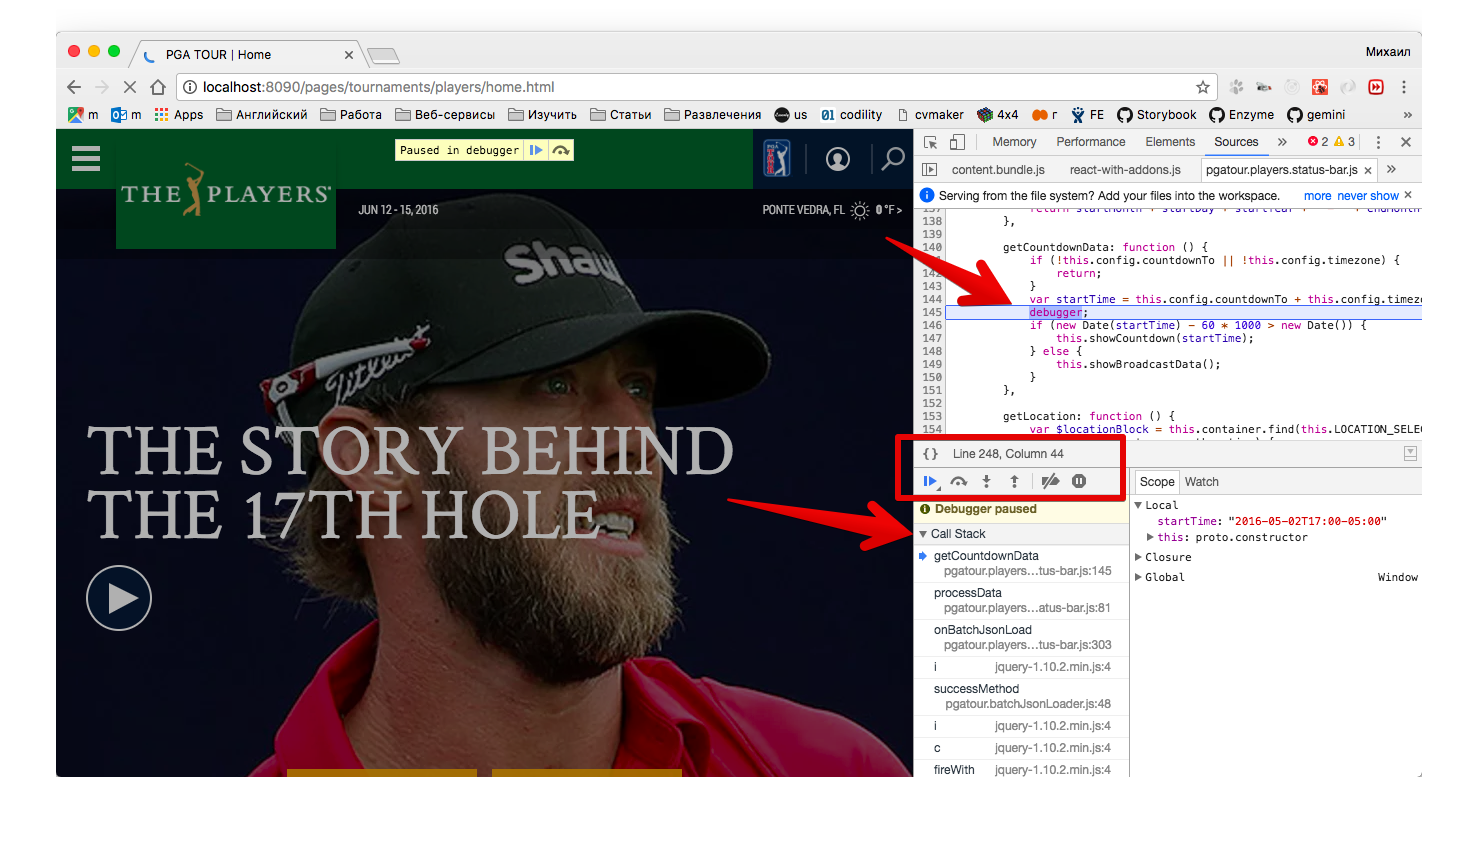 PGA TOUR | Home
Михаил
localhost:8090/pages/tournaments/players/home.html
m
m
Apps
Английский
Работа
Веб-сервисы
Изучить
Статьи
Развлечения
us
01 codility
cvmaker
4x4
г
FE
Storybook
Enzyme
gemini
»
Paused in debugger
Memory Performance Elements Sources » 2 3
content.bundle.js react-with-addons.js pgatour.players.status-bar.js × »
Serving from the file system? Add your files into the workspace. more never show ×
THE PLAYERS
JUN 12 - 15, 2016
PONTE VEDRA, FL 0 °F >
Titleist
THE STORY BEHIND
THE 17TH HOLE
137 return startMonth + startDay + startYear +
138 },
139
140 getCountdownData: function () {
if (!this.config.countdownTo || !this.config.timezone) {
142 return;
143 }
144 var startTime = this.config.countdownTo + this.config.timez
145 debugger;
146 if (new Date(startTime) - 60 * 1000 > new Date()) {
147 this.showCountdown(startTime);
148 } else {
149 this.showBroadcastData();
150 }
151 },
152
153 getLocation: function () {
154 var $locationBlock = this.container.find(this.LOCATION_SELEC
{} Line 248, Column 44
Debugger paused
Call Stack
getCountdownData
pgatour.players...tus-bar.js:145
processData
pgatour.players...atus-bar.js:81
onBatchJsonLoad
pgatour.players...tus-bar.js:303
i jquery-1.10.2.min.js:4
successMethod
pgatour.batchJsonLoader.js:48
i jquery-1.10.2.min.js:4
c jquery-1.10.2.min.js:4
fireWith jquery-1.10.2.min.js:4
Scope Watch
Local
startTime: "2016-05-02T17:00-05:00"
this: proto.constructor
Closure
Global Window